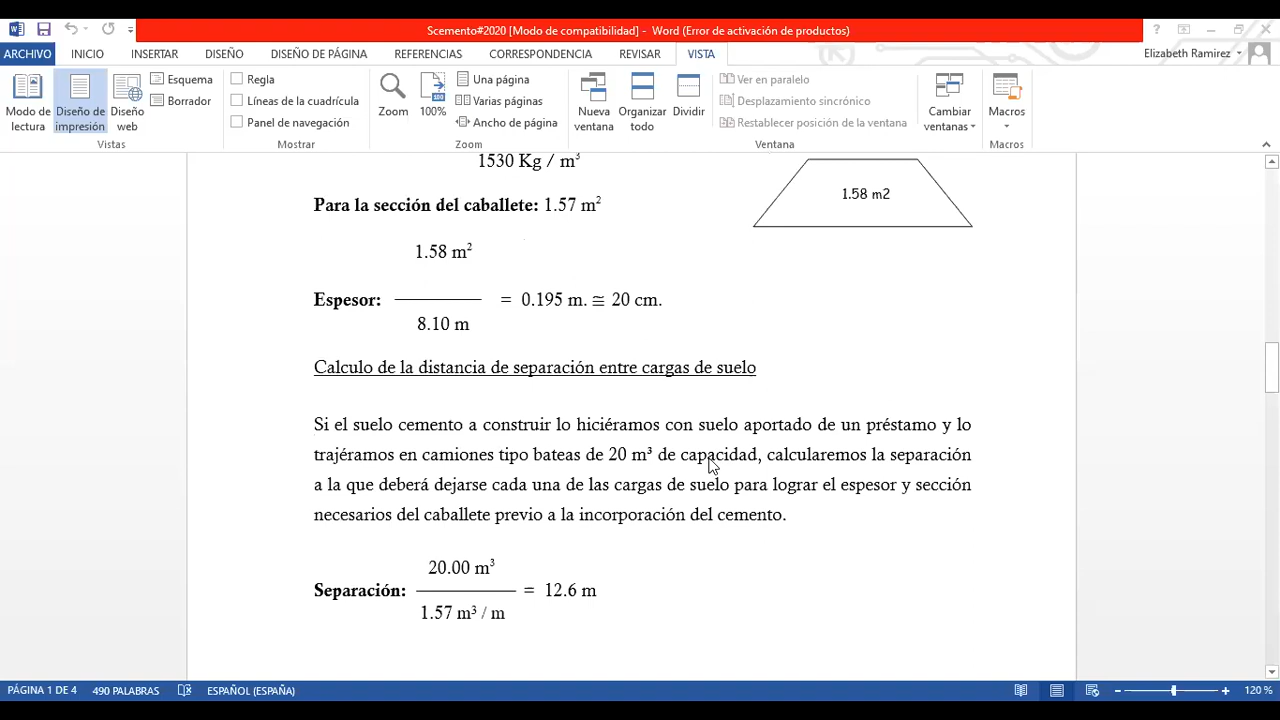 Scemento#2020 [Modo de compatibilidad] - Word (Error de activación de productos)
ARCHIVO INICIO INSERTAR DISEÑO DISEÑO DE PÁGINA REFERENCIAS CORRESPONDENCIA REVISAR VISTA Elizabeth Ramirez
Modo de lectura
Diseño de impresión
Diseño web
Esquema
Borrador
Vistas
Regla
Líneas de la cuadrícula
Panel de navegación
Mostrar
Zoom
100%
Una página
Varias páginas
Ancho de página
Zoom
Nueva ventana
Organizar todo
Dividir
Ver en paralelo
Desplazamiento sincrónico
Restablecer posición de la ventana
Cambiar ventanas
Ventana
Macros
Macros
1530 Kg / m³
1.58 m2
Para la sección del caballete: 1.57 m²
1.58 m²
Espesor: = 0.195 m. ≅ 20 cm.
8.10 m
Calculo de la distancia de separación entre cargas de suelo
Si el suelo cemento a construir lo hiciéramos con suelo aportado de un préstamo y lo
trajéramos en camiones tipo bateas de 20 m³ de capacidad, calcularemos la separación
a la que deberá dejarse cada una de las cargas de suelo para lograr el espesor y sección
necesarios del caballete previo a la incorporación del cemento.
20.00 m³
Separación: = 12.6 m
1.57 m³ / m
PÁGINA 1 DE 4 490 PALABRAS ESPAÑOL (ESPAÑA) 120 %